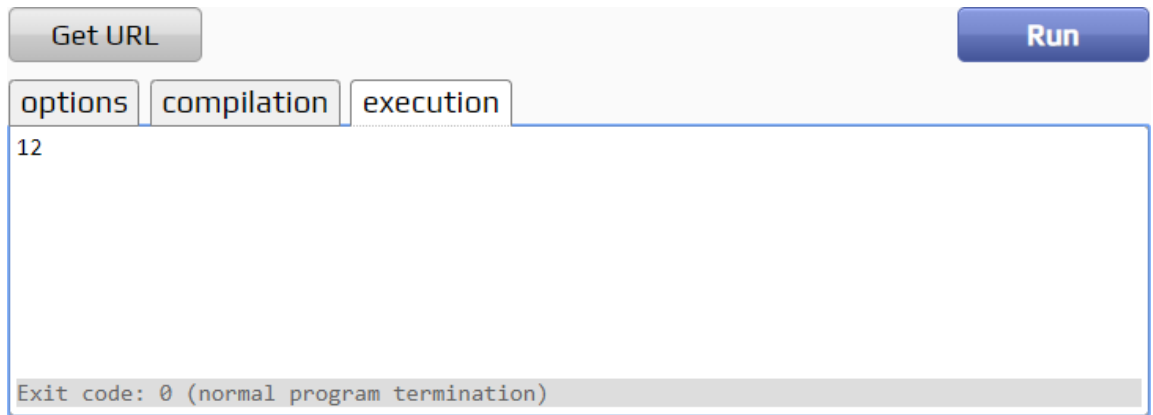 Get URL
Run
options
compilation
execution
12
Exit code: 0 (normal program termination)